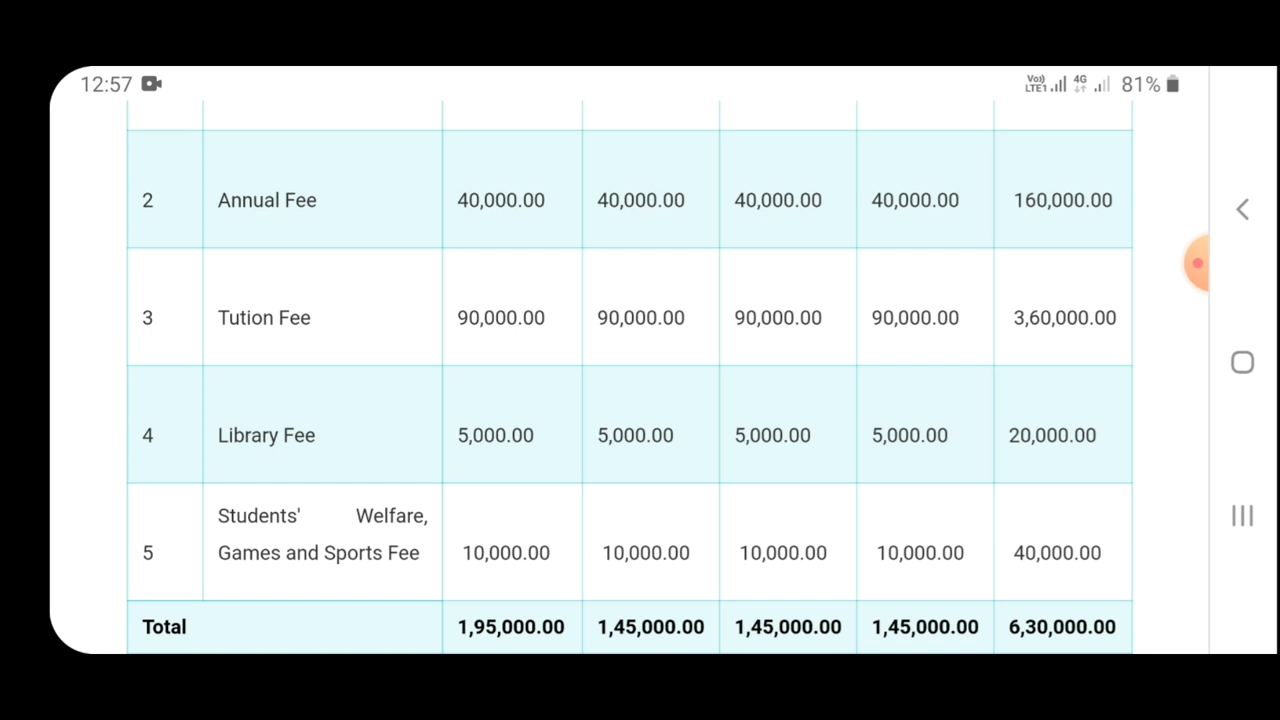 12:57 Vo)) LTE1 4G 81%
2 Annual Fee 40,000.00 40,000.00 40,000.00 40,000.00 160,000.00
3 Tution Fee 90,000.00 90,000.00 90,000.00 90,000.00 3,60,000.00
4 Library Fee 5,000.00 5,000.00 5,000.00 5,000.00 20,000.00
Students' Welfare,
5 Games and Sports Fee 10,000.00 10,000.00 10,000.00 10,000.00 40,000.00
Total 1,95,000.00 1,45,000.00 1,45,000.00 1,45,000.00 6,30,000.00